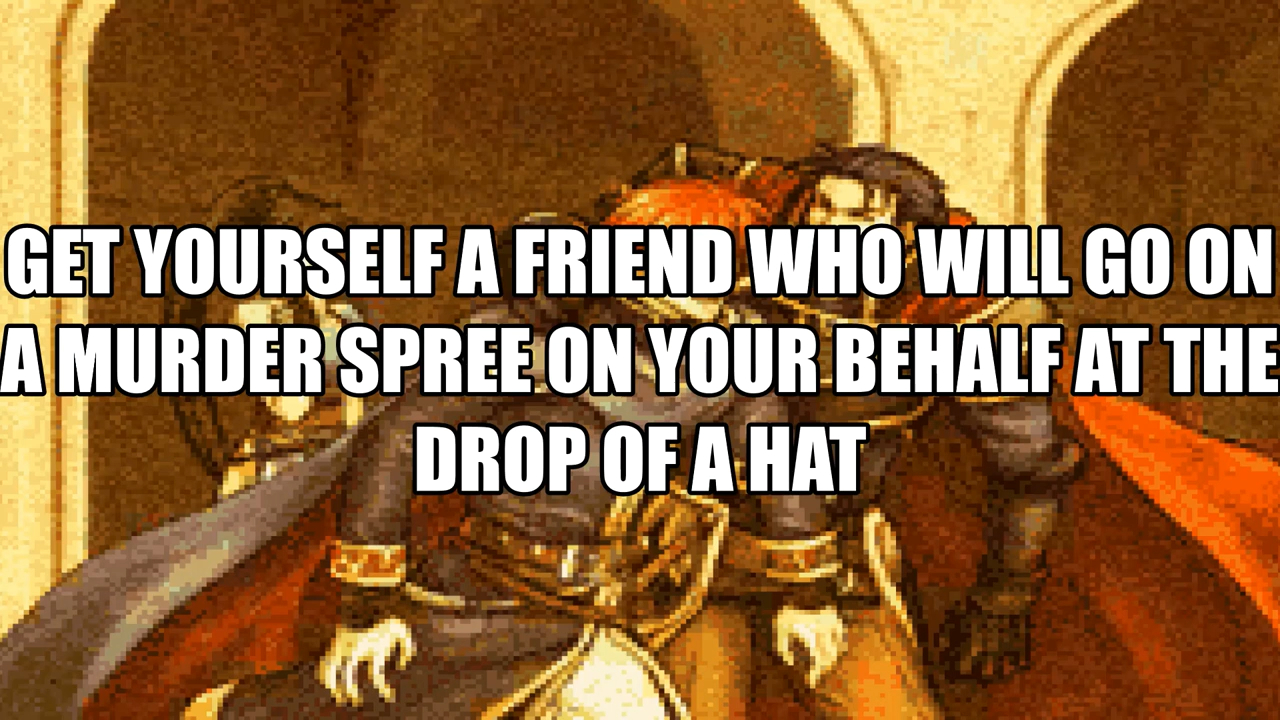 GET YOURSELF A FRIEND WHO WILL GO ON
A MURDER SPREE ON YOUR BEHALF AT THE
DROP OF A HAT